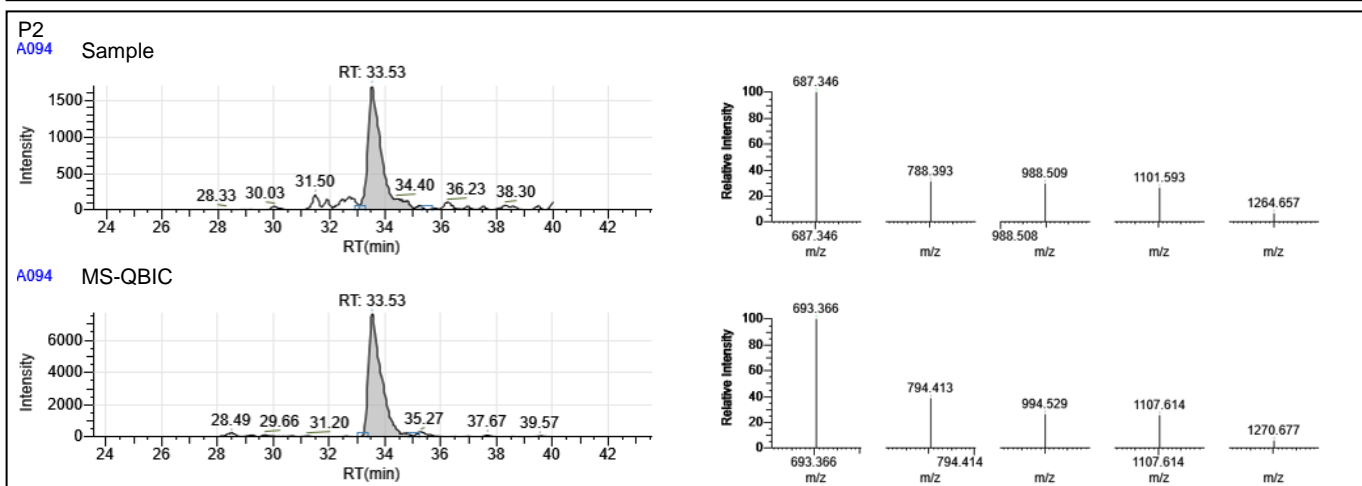 P2
A094 Sample
RT: 33.53
Intensity
1500
1000
500
0
28.33 30.03 31.50 34.40 36.23 38.30
24 26 28 30 32 34 36 38 40 42
RT(min)
Relative Intensity
100
80
60
40
20
0
687.346 788.393 988.509 1101.593 1264.657
687.346 988.508
m/z m/z m/z m/z m/z
A094 MS-QBIC
RT: 33.53
Intensity
6000
4000
2000
0
28.49 29.66 31.20 35.27 37.67 39.57
24 26 28 30 32 34 36 38 40 42
RT(min)
Relative Intensity
100
80
60
40
20
0
693.366 794.413 994.529 1107.614 1270.677
693.366 794.414 1107.614
m/z m/z m/z m/z m/z